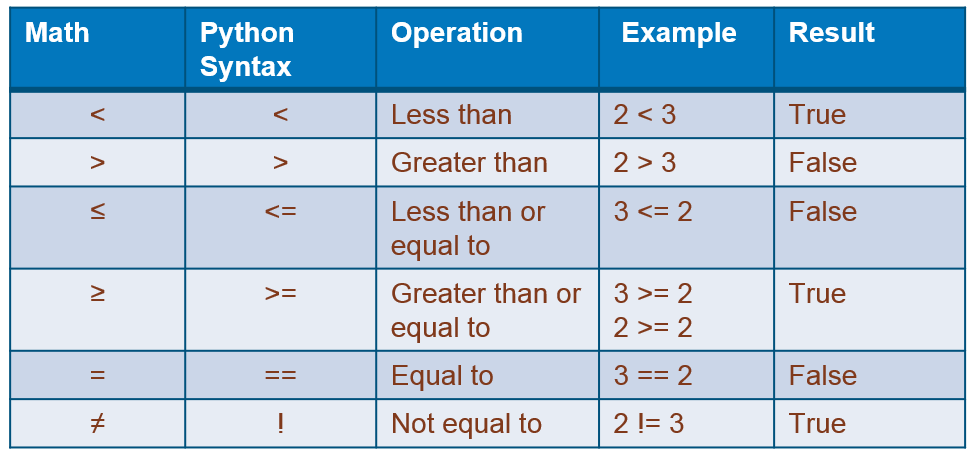 Math Python Syntax Operation Example Result
< < Less than 2 < 3 True
> > Greater than 2 > 3 False
≤ <= Less than or equal to 3 <= 2 False
≥ >= Greater than or equal to 3 >= 2 2 >= 2 True
= == Equal to 3 == 2 False
≠ ! Not equal to 2 != 3 True